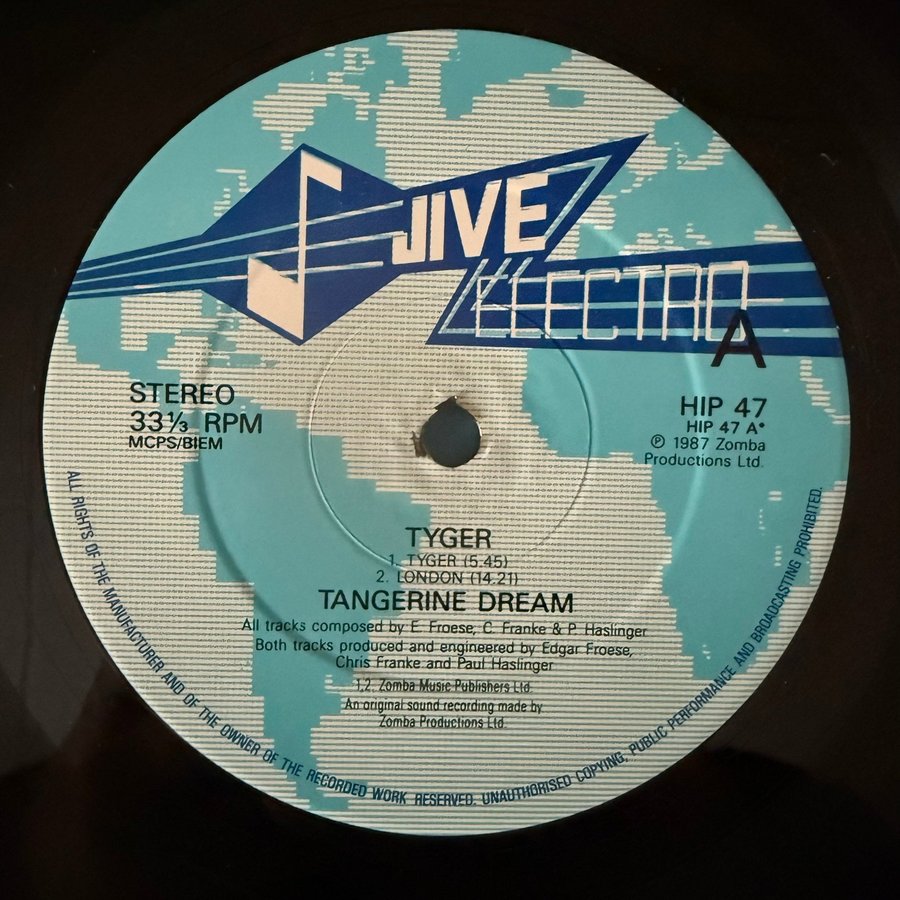 JIVE
ELECTRO
A
STEREO
33⅓ RPM
MCPS/BIEM
HIP 47
HIP 47 A*
℗ 1987 Zomba
Productions Ltd.
TYGER
1. TYGER (5.45)
2. LONDON (14.21)
TANGERINE DREAM
All tracks composed by E. Froese, C. Franke & P. Haslinger
Both tracks produced and engineered by Edgar Froese,
Chris Franke and Paul Haslinger
1,2. Zomba Music Publishers Ltd.
An original sound recording made by
Zomba Productions Ltd.
ALL RIGHTS OF THE MANUFACTURER AND OF THE OWNER OF THE RECORDED WORK RESERVED. UNAUTHORISED COPYING, PUBLIC PERFORMANCE AND BROADCASTING PROHIBITED.